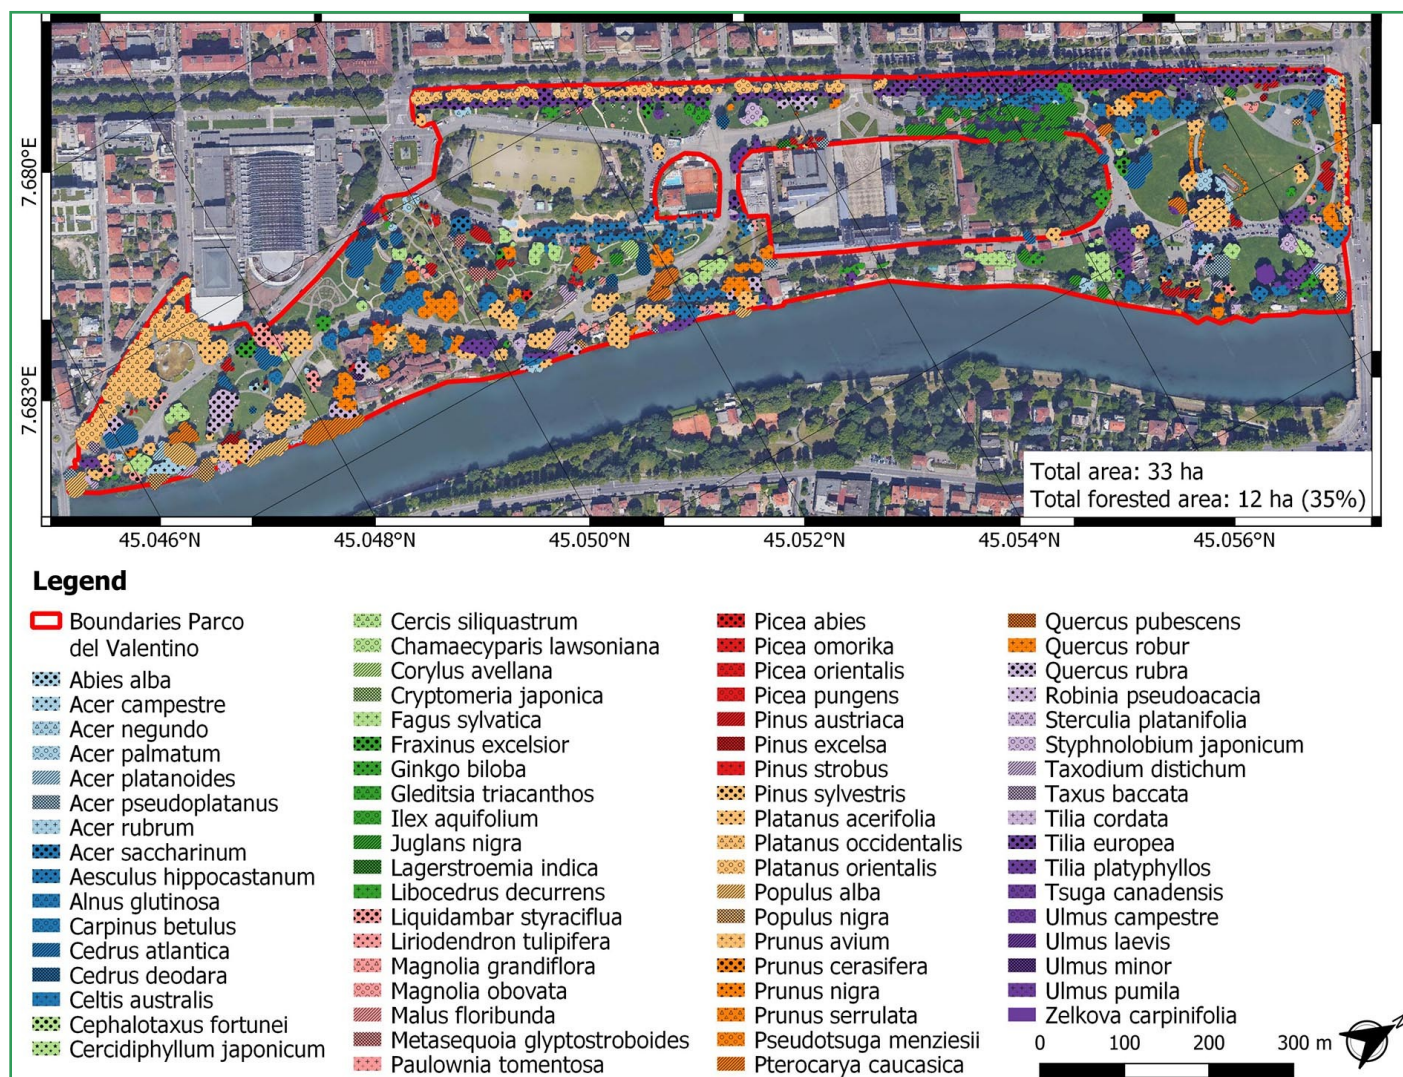 7.680°E
7.683°E
Total area: 33 ha
Total forested area: 12 ha (35%)
45.046°N 45.048°N 45.050°N 45.052°N 45.054°N 45.056°N
Legend
Boundaries Parco
del Valentino
Abies alba
Acer campestre
Acer negundo
Acer palmatum
Acer platanoides
Acer pseudoplatanus
Acer rubrum
Acer saccharinum
Aesculus hippocastanum
Alnus glutinosa
Carpinus betulus
Cedrus atlantica
Cedrus deodara
Celtis australis
Cephalotaxus fortunei
Cercidiphyllum japonicum
Cercis siliquastrum
Chamaecyparis lawsoniana
Corylus avellana
Cryptomeria japonica
Fagus sylvatica
Fraxinus excelsior
Ginkgo biloba
Gleditsia triacanthos
Ilex aquifolium
Juglans nigra
Lagerstroemia indica
Libocedrus decurrens
Liquidambar styraciflua
Liriodendron tulipifera
Magnolia grandiflora
Magnolia obovata
Malus floribunda
Metasequoia glyptostroboides
Paulownia tomentosa
Picea abies
Picea omorika
Picea orientalis
Picea pungens
Pinus austriaca
Pinus excelsa
Pinus strobus
Pinus sylvestris
Platanus acerifolia
Platanus occidentalis
Platanus orientalis
Populus alba
Populus nigra
Prunus avium
Prunus cerasifera
Prunus nigra
Prunus serrulata
Pseudotsuga menziesii
Pterocarya caucasica
Quercus pubescens
Quercus robur
Quercus rubra
Robinia pseudoacacia
Sterculia platanifolia
Styphnolobium japonicum
Taxodium distichum
Taxus baccata
Tilia cordata
Tilia europea
Tilia platyphyllos
Tsuga canadensis
Ulmus campestre
Ulmus laevis
Ulmus minor
Ulmus pumila
Zelkova carpinifolia
0 100 200 300 m
N